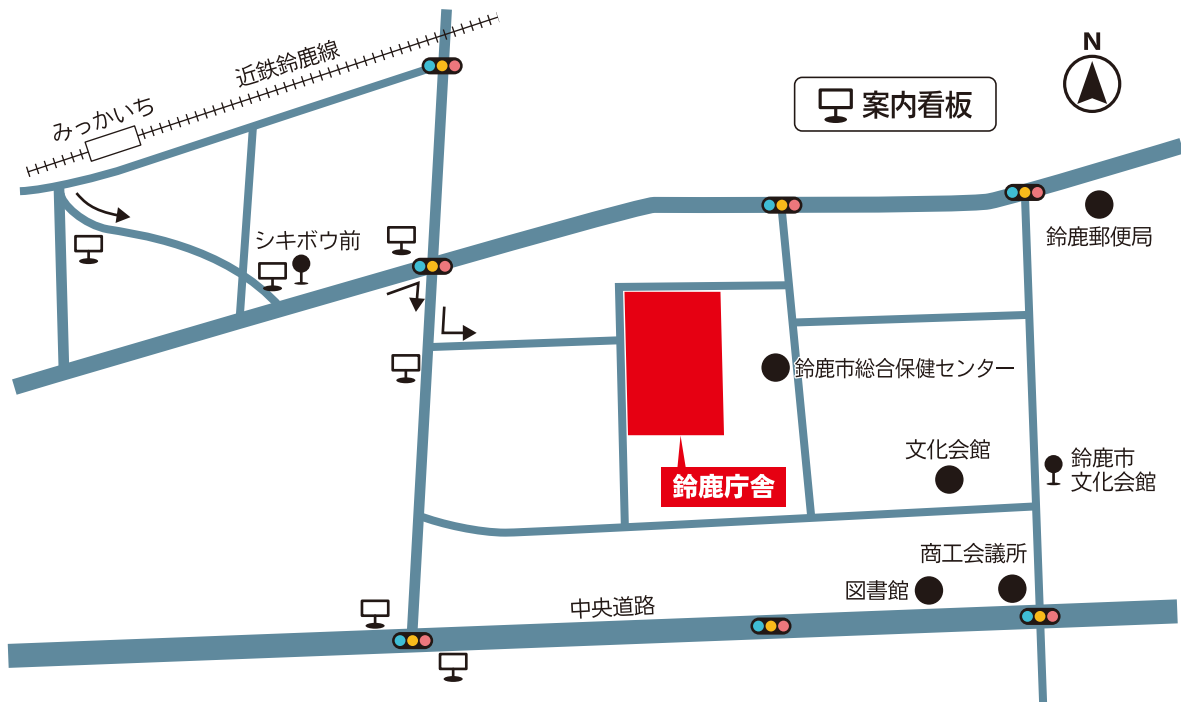 N
近鉄鈴鹿線
みっかいち
案内看板
シキボウ前
鈴鹿郵便局
鈴鹿市総合保健センター
文化会館
鈴鹿市
文化会館
鈴鹿庁舎
商工会議所
図書館
中央道路